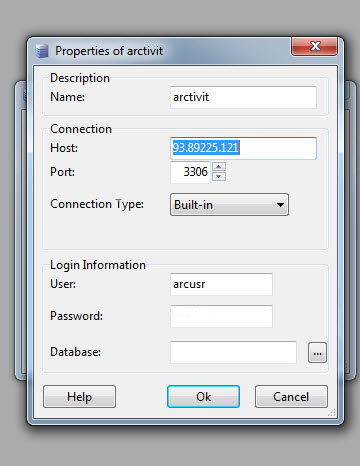 Properties of arctivit
Description
Name: arctivit
Connection
Host: 93.89225.121
Port: 3306
Connection Type: Built-in
Login Information
User: arcusr
Password:
Database: ...
Help Ok Cancel